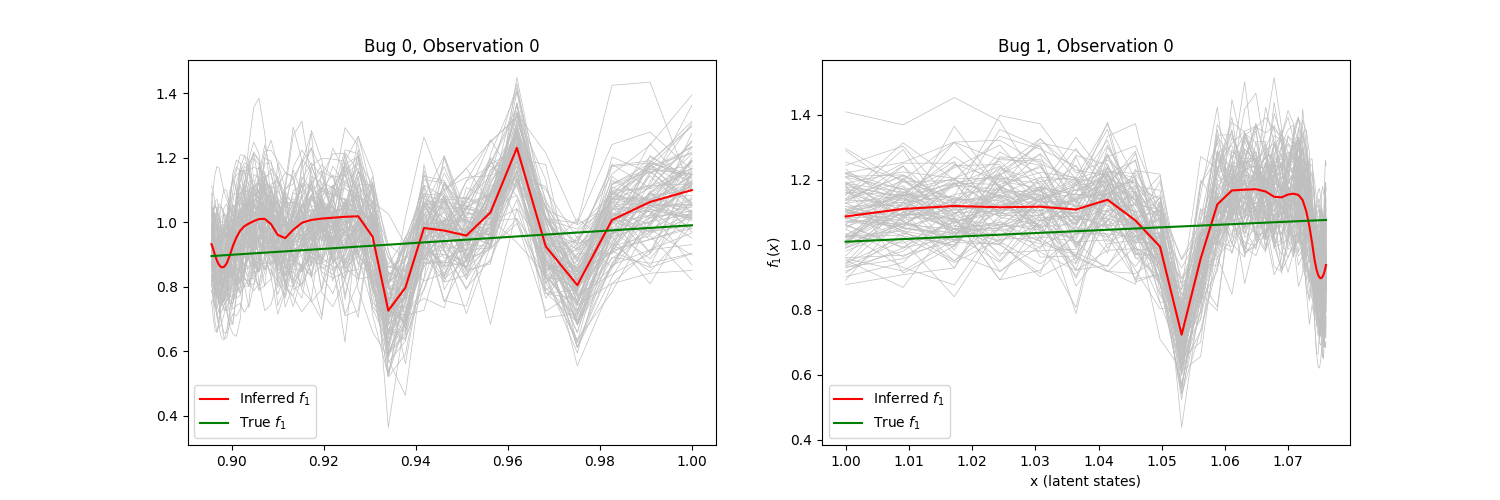 Bug 0, Observation 0
1.4
1.2
1.0
0.8
0.6
0.4
Inferred f₁
True f₁
0.90 0.92 0.94 0.96 0.98 1.00
Bug 1, Observation 0
f₁(x)
1.4
1.2
1.0
0.8
0.6
0.4
Inferred f₁
True f₁
1.00 1.01 1.02 1.03 1.04 1.05 1.06 1.07
x (latent states)